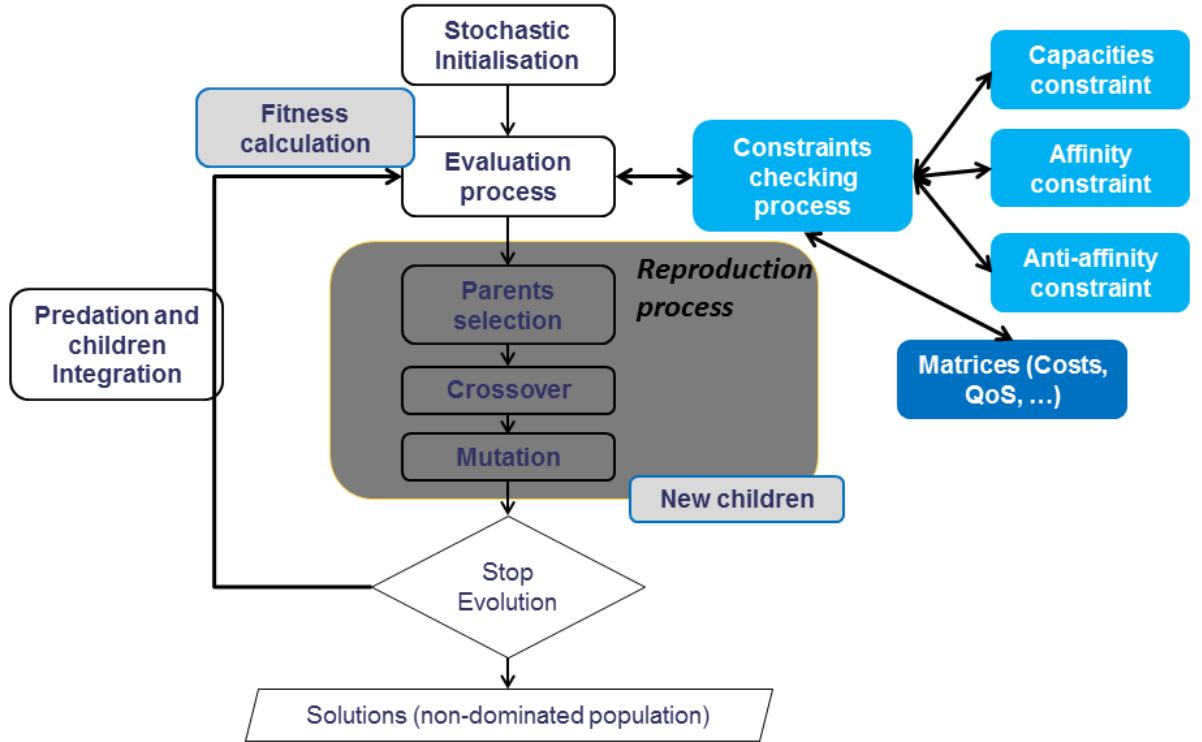 Stochastic
Initialisation
Fitness
calculation
Evaluation
process
Constraints
checking
process
Capacities
constraint
Affinity
constraint
Anti-affinity
constraint
Matrices (Costs,
QoS, …)
Reproduction
process
Parents
selection
Crossover
Mutation
New children
Predation and
children
Integration
Stop
Evolution
Solutions (non-dominated population)